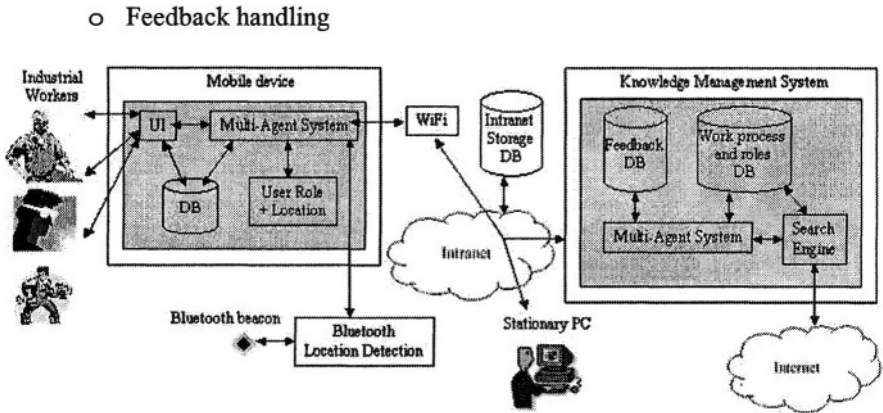 o Feedback handling
Industrial
Workers
Mobile device
UI
Multi-Agent System
DB
User Role
+ Location
WiFi
Intranet
Storage
DB
Knowledge Management System
Feedback
DB
Work process
and roles
DB
Multi-Agent System
Search
Engine
Intranet
Bluetooth beacon
Bluetooth
Location Detection
Stationary PC
Internet